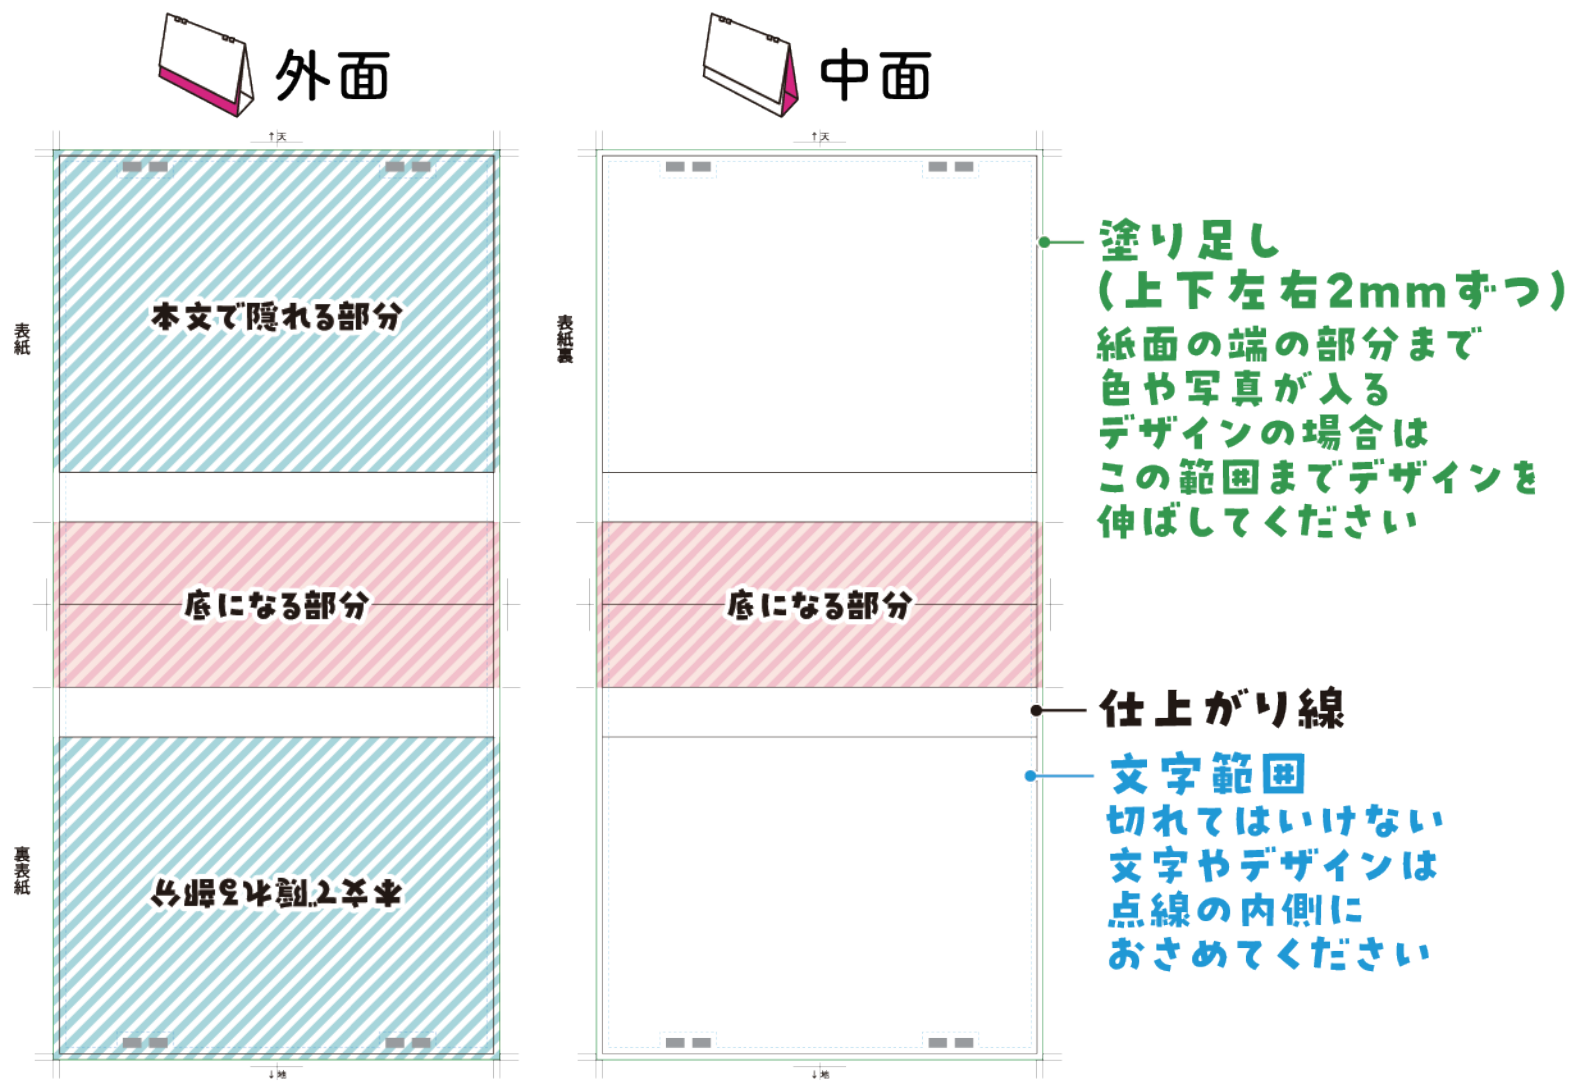 外面
中面
↑天
↑天
表紙
本文で隠れる部分
底になる部分
裏表紙
本文で隠れる部分
↓地
表紙裏
底になる部分
↓地
塗り足し
(上下左右2mmずつ)
紙面の端の部分まで
色や写真が入る
デザインの場合は
この範囲までデザインを
伸ばしてください
仕上がり線
文字範囲
切れてはいけない
文字やデザインは
点線の内側に
おさめてください